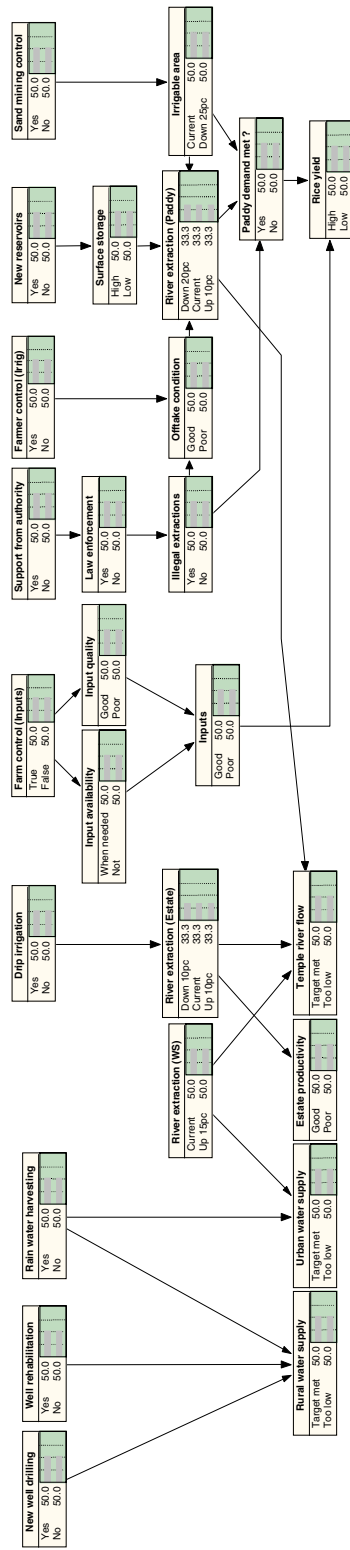 New well drilling
Yes 50.0
No 50.0
Well rehabilitation
Yes 50.0
No 50.0
Rain water harvesting
Yes 50.0
No 50.0
Drip irrigation
Yes 50.0
No 50.0
Farm control (Inputs)
True 50.0
False 50.0
Support from authority
Yes 50.0
No 50.0
Farmer control (Irrig)
Yes 50.0
No 50.0
New reservoirs
Yes 50.0
No 50.0
Sand mining control
Yes 50.0
No 50.0
Input availability
When needed 50.0
Not 50.0
Input quality
Good 50.0
Poor 50.0
Law enforcement
Yes 50.0
No 50.0
Surface storage
High 50.0
Low 50.0
River extraction (WS)
Current 50.0
Up 15pc 50.0
River extraction (Estate)
Down 10pc 33.3
Current 33.3
Up 10pc 33.3
Inputs
Good 50.0
Poor 50.0
Illegal extractions
Yes 50.0
No 50.0
Offtake condition
Good 50.0
Poor 50.0
River extraction (Paddy)
Down 20pc 33.3
Current 33.3
Up 10pc 33.3
Irrigable area
Current 50.0
Down 25pc 50.0
Paddy demand met ?
Yes 50.0
No 50.0
Rural water supply
Target met 50.0
Too low 50.0
Urban water supply
Target met 50.0
Too low 50.0
Estate productivity
Good 50.0
Poor 50.0
Temple river flow
Target met 50.0
Too low 50.0
Rice yield
High 50.0
Low 50.0